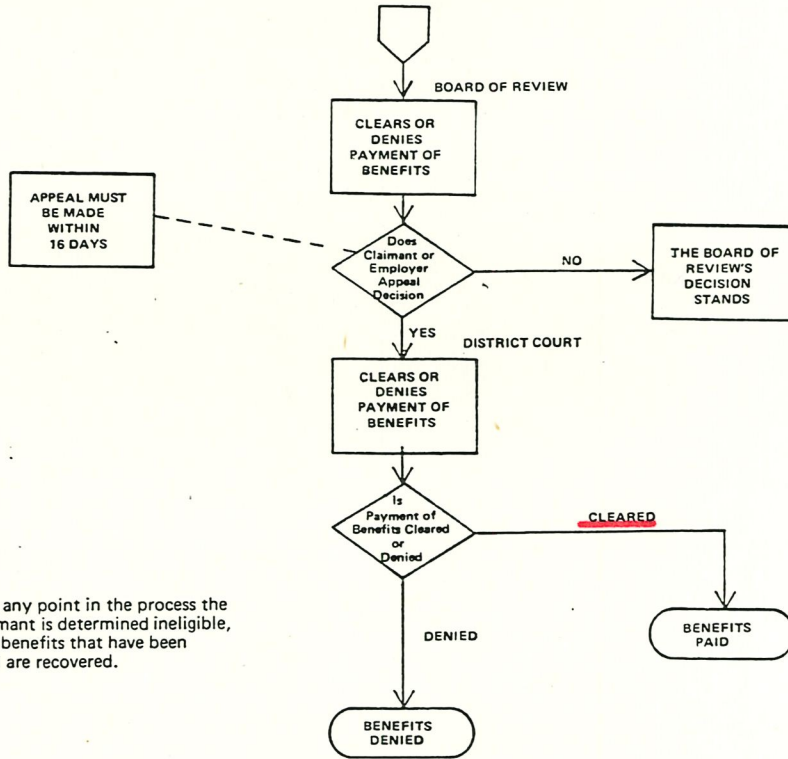 BOARD OF REVIEW
CLEARS OR
DENIES
PAYMENT OF
BENEFITS
APPEAL MUST
BE MADE
WITHIN
16 DAYS
Does
Claimant or
Employer
Appeal
Decision
NO
THE BOARD OF
REVIEW'S
DECISION
STANDS
YES
DISTRICT COURT
CLEARS OR
DENIES
PAYMENT OF
BENEFITS
Is
Payment of
Benefits Cleared
or
Denied
CLEARED
BENEFITS
PAID
any point in the process the
mant is determined ineligible,
benefits that have been
are recovered.
DENIED
BENEFITS
DENIED